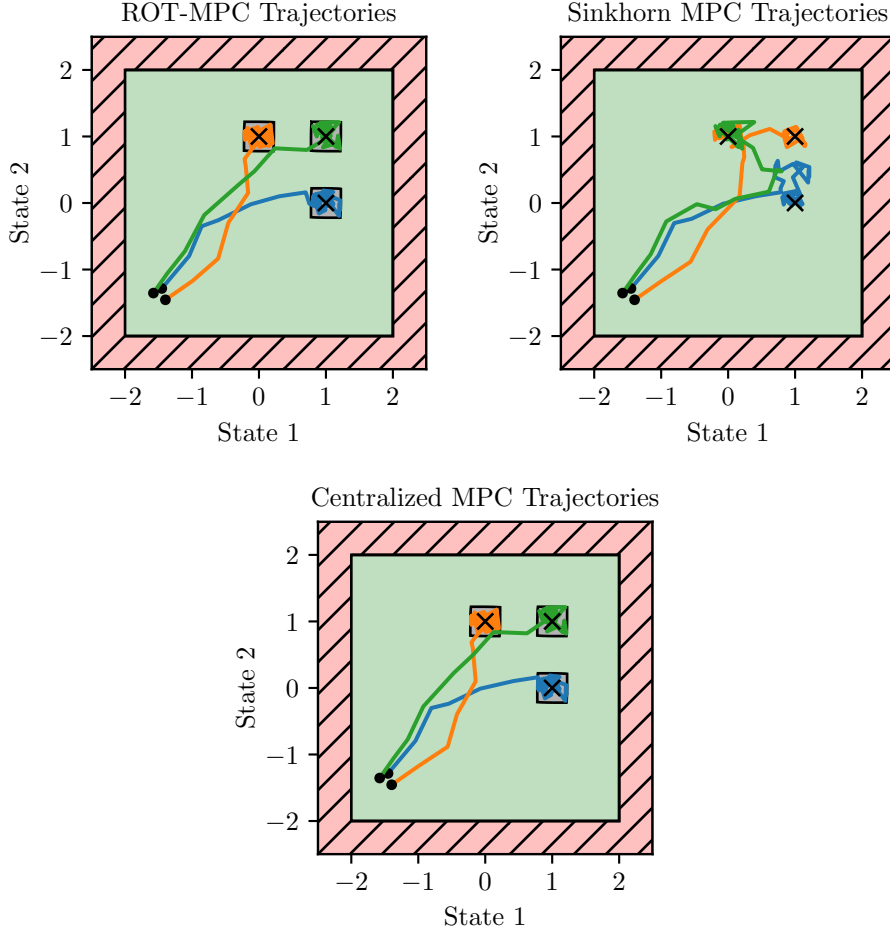 ROT-MPC Trajectories
State 2
2
1
0
−1
−2
−2 −1 0 1 2
State 1
Sinkhorn MPC Trajectories
State 2
2
1
0
−1
−2
−2 −1 0 1 2
State 1
Centralized MPC Trajectories
State 2
2
1
0
−1
−2
−2 −1 0 1 2
State 1